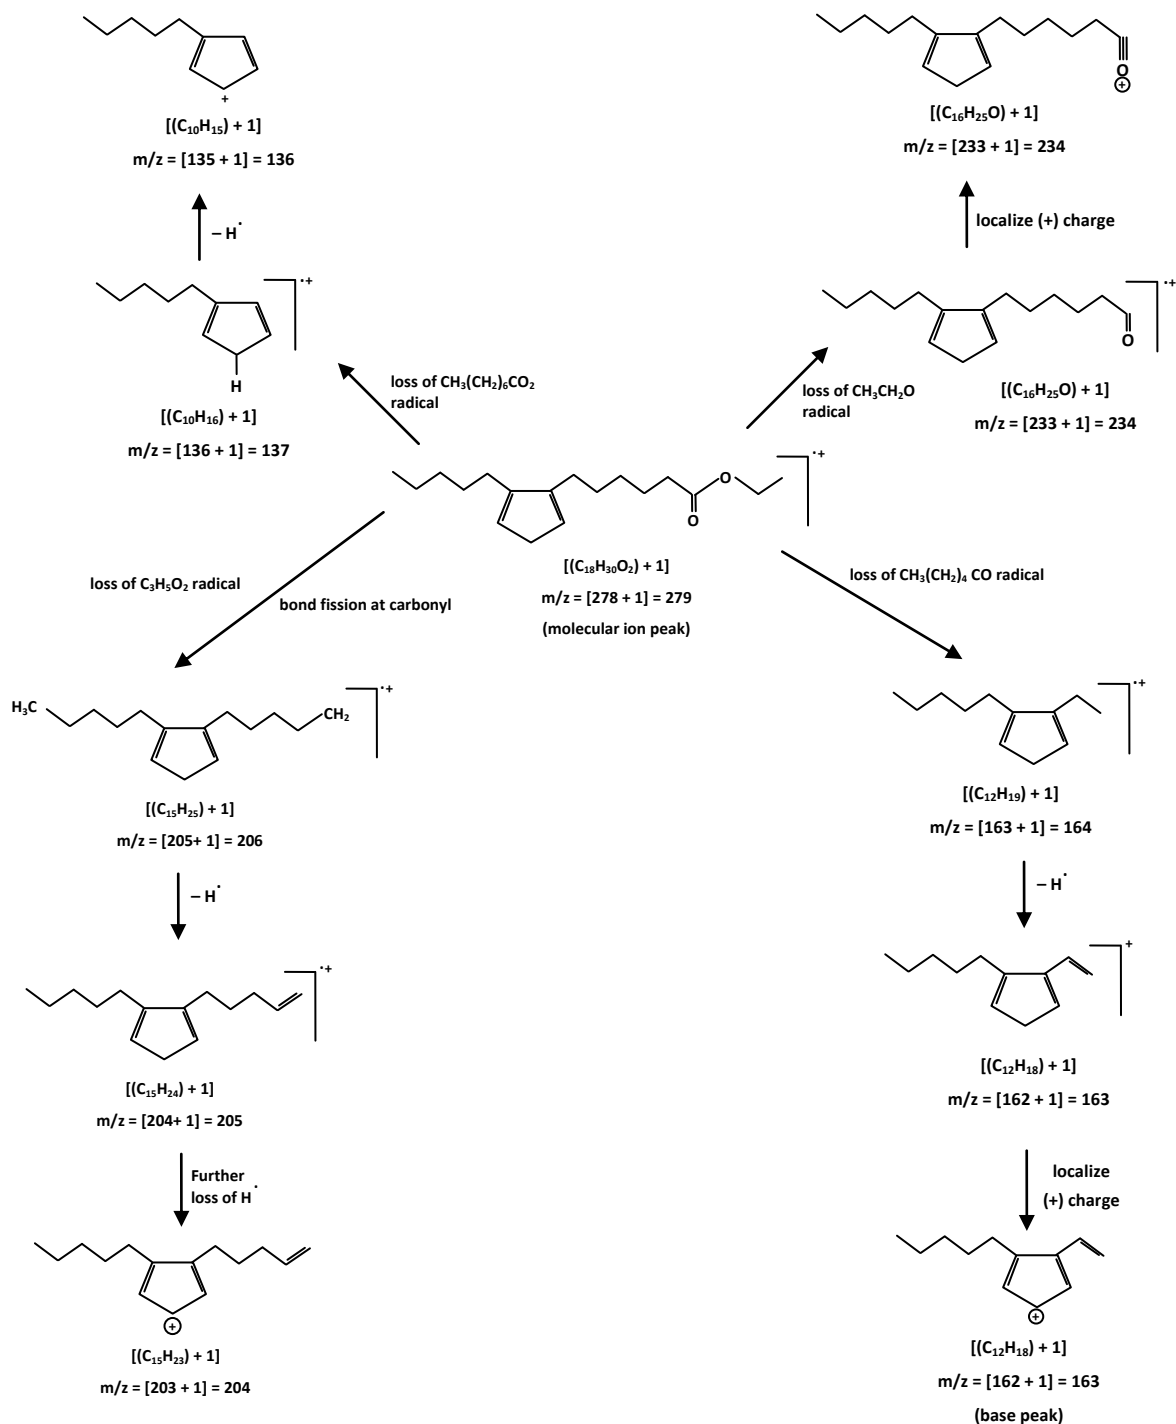 +
[(C₁₀H₁₅) + 1]
m/z = [135 + 1] = 136
– H˙
·+
H
[(C₁₀H₁₆) + 1]
m/z = [136 + 1] = 137
loss of CH₃(CH₂)₆CO₂
radical
O
+
[(C₁₆H₂₅O) + 1]
m/z = [233 + 1] = 234
localize (+) charge
·+
O
[(C₁₆H₂₅O) + 1]
m/z = [233 + 1] = 234
loss of CH₃CH₂O
radical
·+
O
O
[(C₁₈H₃₀O₂) + 1]
m/z = [278 + 1] = 279
(molecular ion peak)
loss of C₃H₅O₂ radical
bond fission at carbonyl
loss of CH₃(CH₂)₄ CO radical
·+
H₃C
CH₂
[(C₁₅H₂₅) + 1]
m/z = [205+ 1] = 206
– H˙
·+
[(C₁₅H₂₄) + 1]
m/z = [204+ 1] = 205
Further
loss of H˙
+
[(C₁₅H₂₃) + 1]
m/z = [203 + 1] = 204
·+
[(C₁₂H₁₉) + 1]
m/z = [163 + 1] = 164
– H˙
+
[(C₁₂H₁₈) + 1]
m/z = [162 + 1] = 163
localize
(+) charge
+
[(C₁₂H₁₈) + 1]
m/z = [162 + 1] = 163
(base peak)